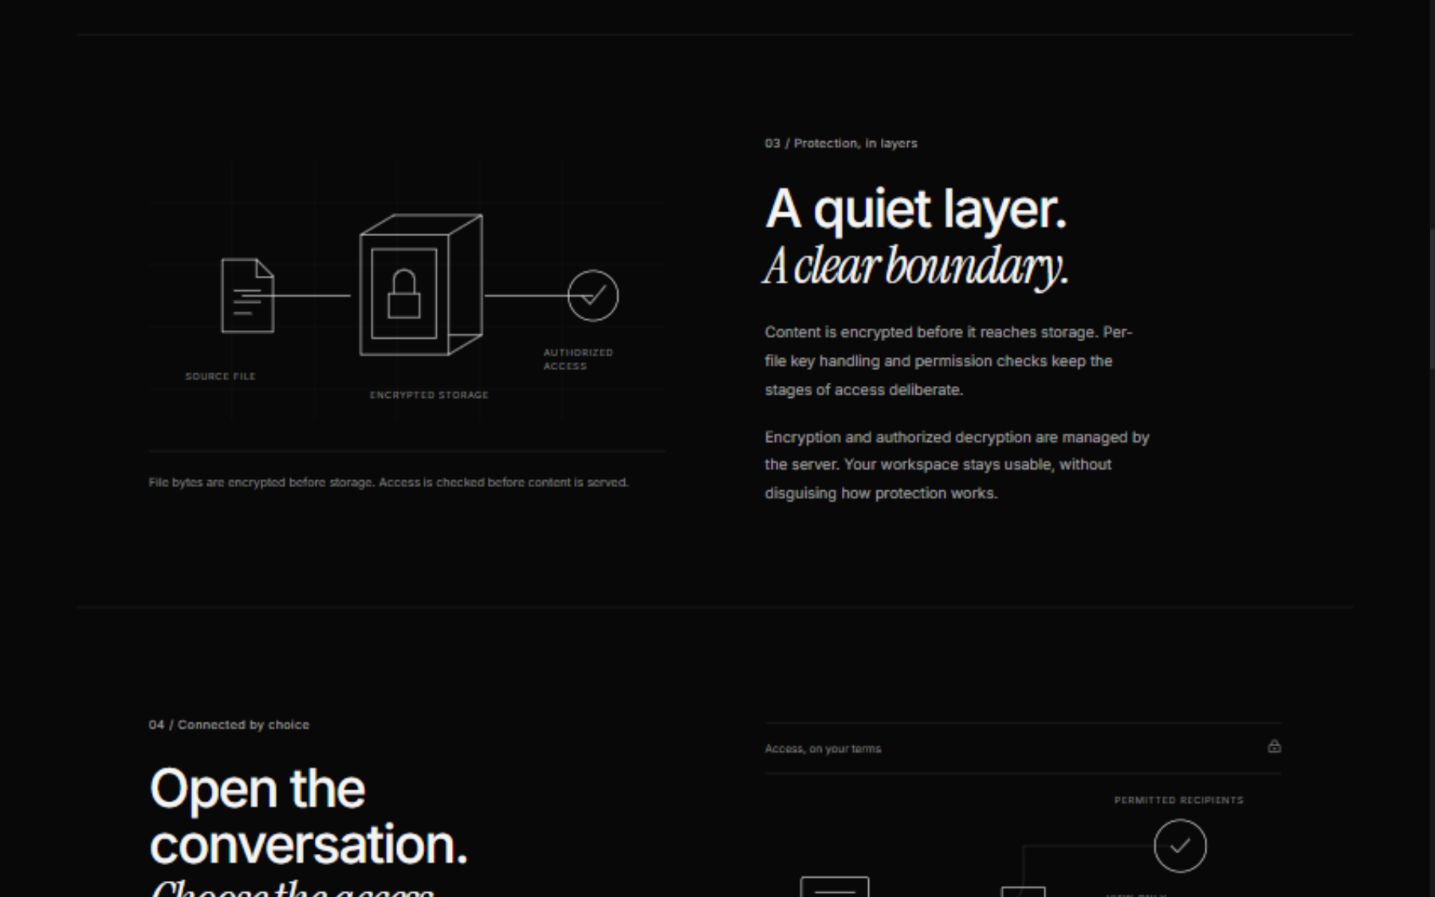 03 / Protection, in layers
A quiet layer.
A clear boundary.
Content is encrypted before it reaches storage. Per-
file key handling and permission checks keep the
stages of access deliberate.
Encryption and authorized decryption are managed by
the server. Your workspace stays usable, without
disguising how protection works.
SOURCE FILE
ENCRYPTED STORAGE
AUTHORIZED
ACCESS
File bytes are encrypted before storage. Access is checked before content is served.
04 / Connected by choice
Open the
conversation.
Choose the access.
Access, on your terms
PERMITTED RECIPIENTS